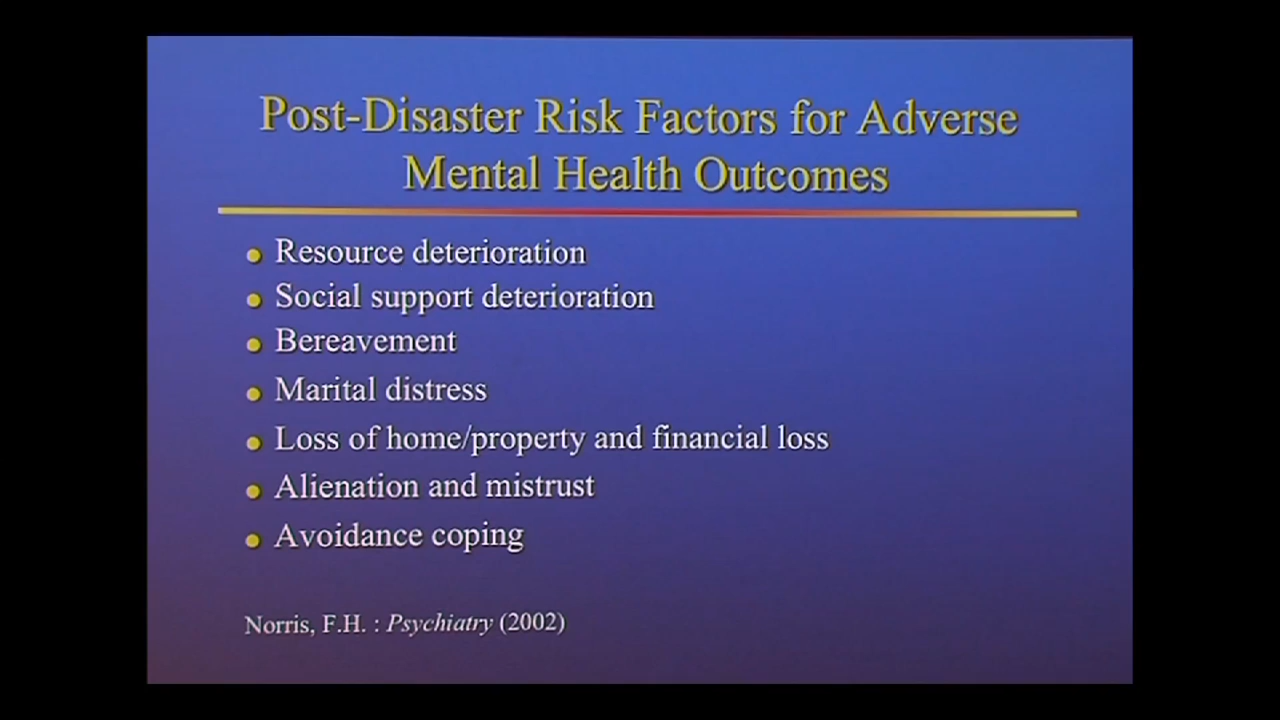 Post-Disaster Risk Factors for Adverse
Mental Health Outcomes
Resource deterioration
Social support deterioration
Bereavement
Marital distress
Loss of home/property and financial loss
Alienation and mistrust
Avoidance coping
Norris, F.H. : Psychiatry (2002)